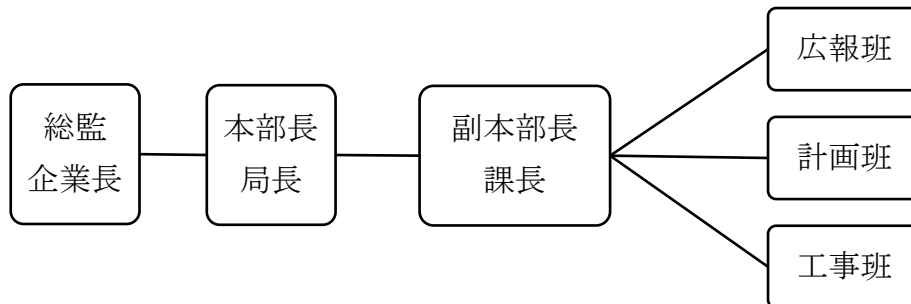 総監
企業長
本部長
局長
副本部長
課長
広報班
計画班
工事班